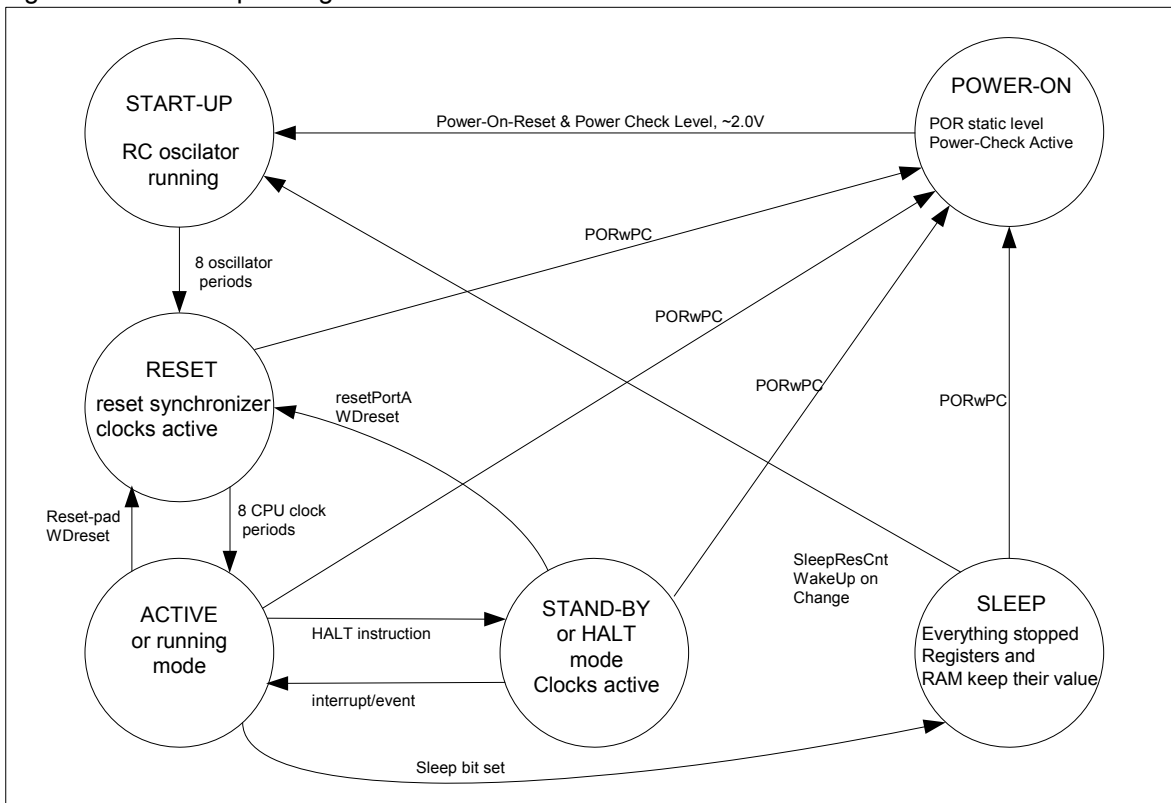 START-UP
RC oscilator
running
Power-On-Reset & Power Check Level, ~2.0V
POWER-ON
POR static level
Power-Check Active
8 oscillator
periods
PORwPC
PORwPC
PORwPC
PORwPC
RESET
reset synchronizer
clocks active
resetPortA
WDreset
Reset-pad
WDreset
8 CPU clock
periods
ACTIVE
or running
mode
HALT instruction
interrupt/event
STAND-BY
or HALT
mode
Clocks active
SleepResCnt
WakeUp on
Change
SLEEP
Everything stopped
Registers and
RAM keep their value
Sleep bit set